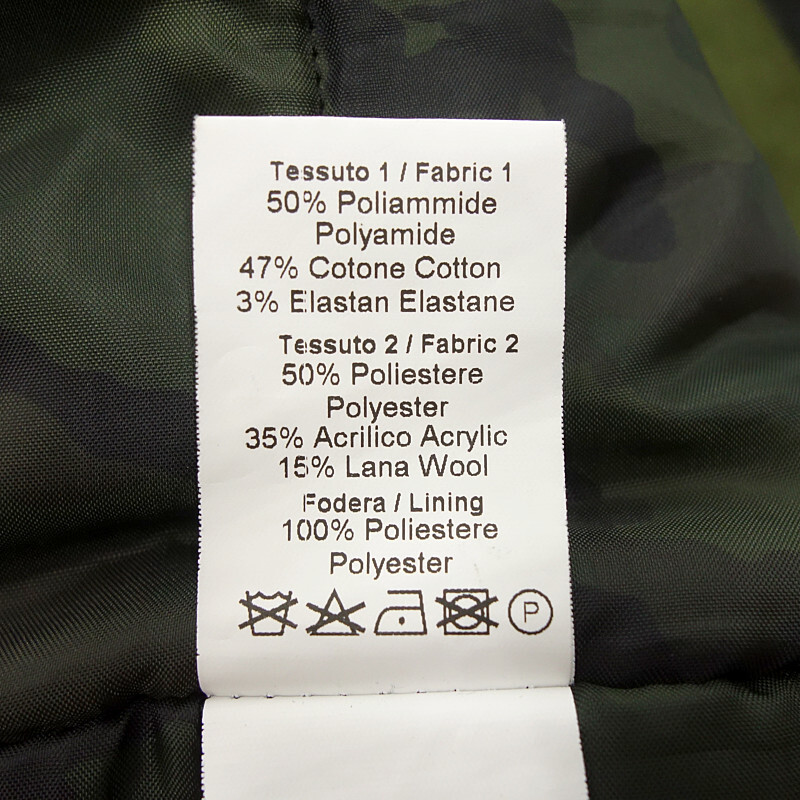 Tessuto 1 / Fabric 1
50% Poliammide
Polyamide
47% Cotone Cotton
3% Elastan Elastane
Tessuto 2 / Fabric 2
50% Poliestere
Polyester
35% Acrilico Acrylic
15% Lana Wool
Fodera / Lining
100% Poliestere
Polyester
P